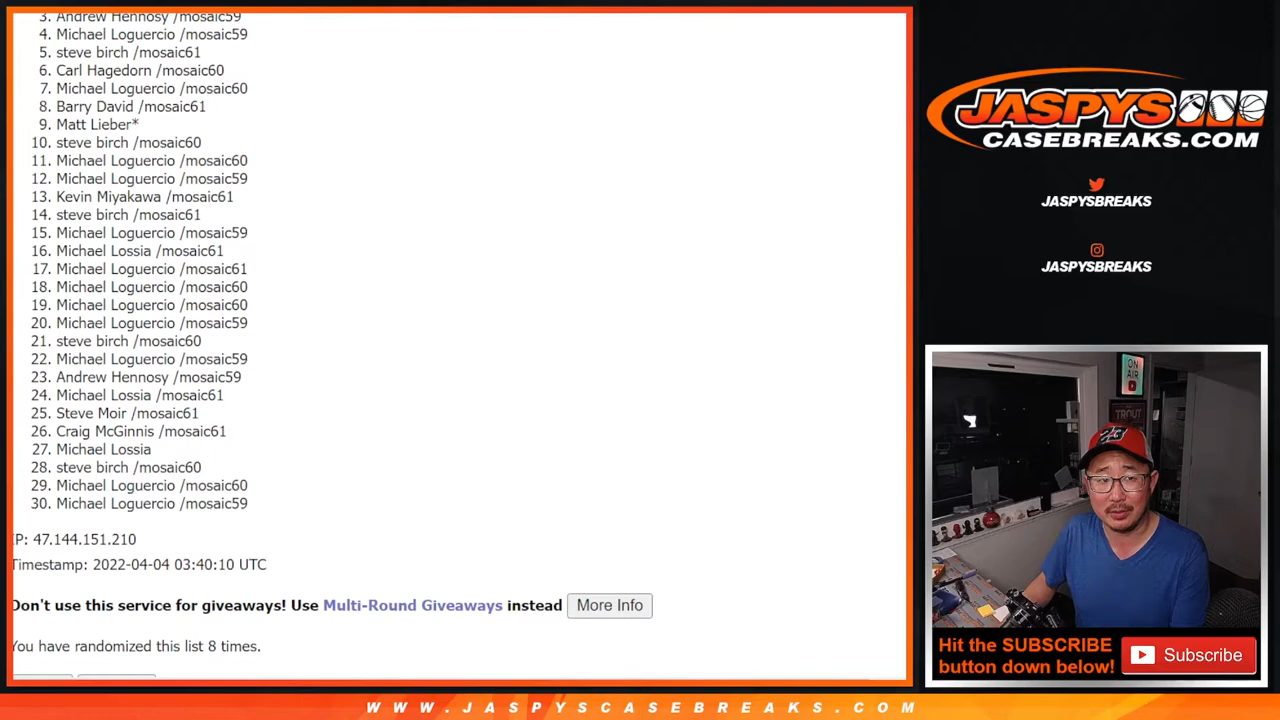 3. Andrew Hennosy /mosaic59
4. Michael Loguercio /mosaic59
5. steve birch /mosaic61
6. Carl Hagedorn /mosaic60
7. Michael Loguercio /mosaic60
8. Barry David /mosaic61
9. Matt Lieber*
10. steve birch /mosaic60
11. Michael Loguercio /mosaic60
12. Michael Loguercio /mosaic59
13. Kevin Miyakawa /mosaic61
14. steve birch /mosaic61
15. Michael Loguercio /mosaic59
16. Michael Lossia /mosaic61
17. Michael Loguercio /mosaic61
18. Michael Loguercio /mosaic60
19. Michael Loguercio /mosaic60
20. Michael Loguercio /mosaic59
21. steve birch /mosaic60
22. Michael Loguercio /mosaic59
23. Andrew Hennosy /mosaic59
24. Michael Lossia /mosaic61
25. Steve Moir /mosaic61
26. Craig McGinnis /mosaic61
27. Michael Lossia
28. steve birch /mosaic60
29. Michael Loguercio /mosaic60
30. Michael Loguercio /mosaic59
IP: 47.144.151.210
Timestamp: 2022-04-04 03:40:10 UTC
Don't use this service for giveaways! Use Multi-Round Giveaways instead More Info
You have randomized this list 8 times.
JASPYS
CASEBREAKS.COM
JASPYSBREAKS
JASPYSBREAKS
ON
AIR
TROUT
Hit the SUBSCRIBE
button down below!
Subscribe
WWW.JASPYSCASEBREAKS.COM